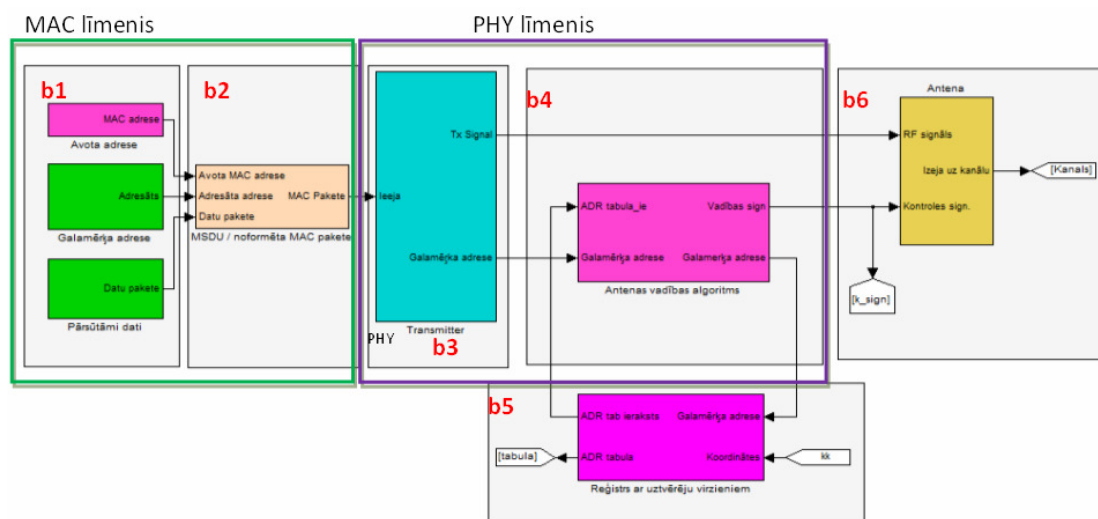 MAC līmenis
PHY līmenis
b1
MAC adrese
Avota adrese
Adresāts
Galamērķa adrese
Datu pakete
Pārsūtāmi dati
b2
Avota MAC adrese
Adresāta adrese
MAC Pakete
Datu pakete
MSDU / noformēta MAC pakete
Tx Signal
Ieeja
Galamērķa adrese
Transmitter
PHY
b3
b4
ADR tabula_ie
Vadības sign
Galamērķa adrese
Galamerķa adrese
Antenas vadības algoritms
b6
Antena
RF signāls
Izeja uz kanālu
Kontroles sign.
[Kanals]
[k_sign]
b5
ADR tab ieraksts
Galamērķa adrese
ADR tabula
Koordinātes
Reģistrs ar uztvērēju virzieniem
[tabula]
kk